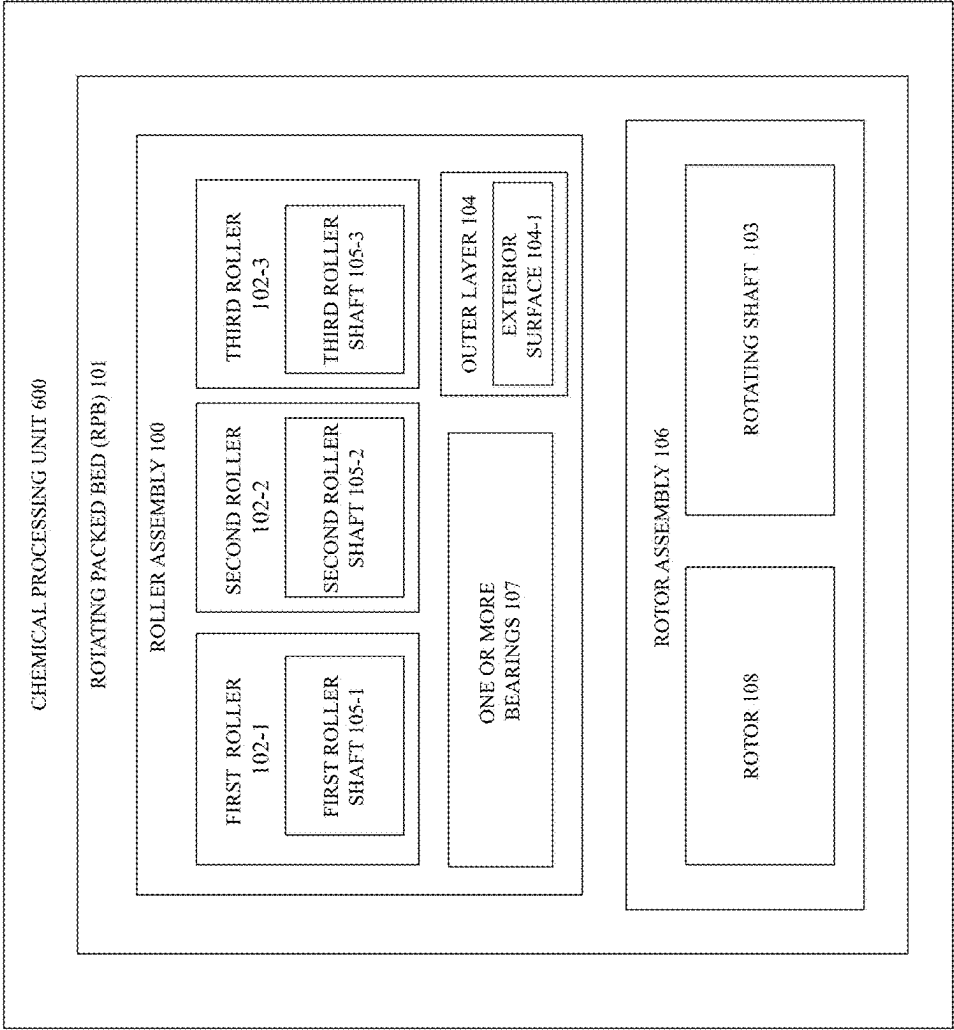 CHEMICAL PROCESSING UNIT 600
ROTATING PACKED BED (RPB) 101
ROLLER ASSEMBLY 100
FIRST ROLLER
102-1
FIRST ROLLER
SHAFT 105-1
SECOND ROLLER
102-2
SECOND ROLLER
SHAFT 105-2
THIRD ROLLER
102-3
THIRD ROLLER
SHAFT 105-3
ONE OR MORE
BEARINGS 107
OUTER LAYER 104
EXTERIOR
SURFACE 104-1
ROTOR ASSEMBLY 106
ROTOR 108
ROTATING SHAFT 103